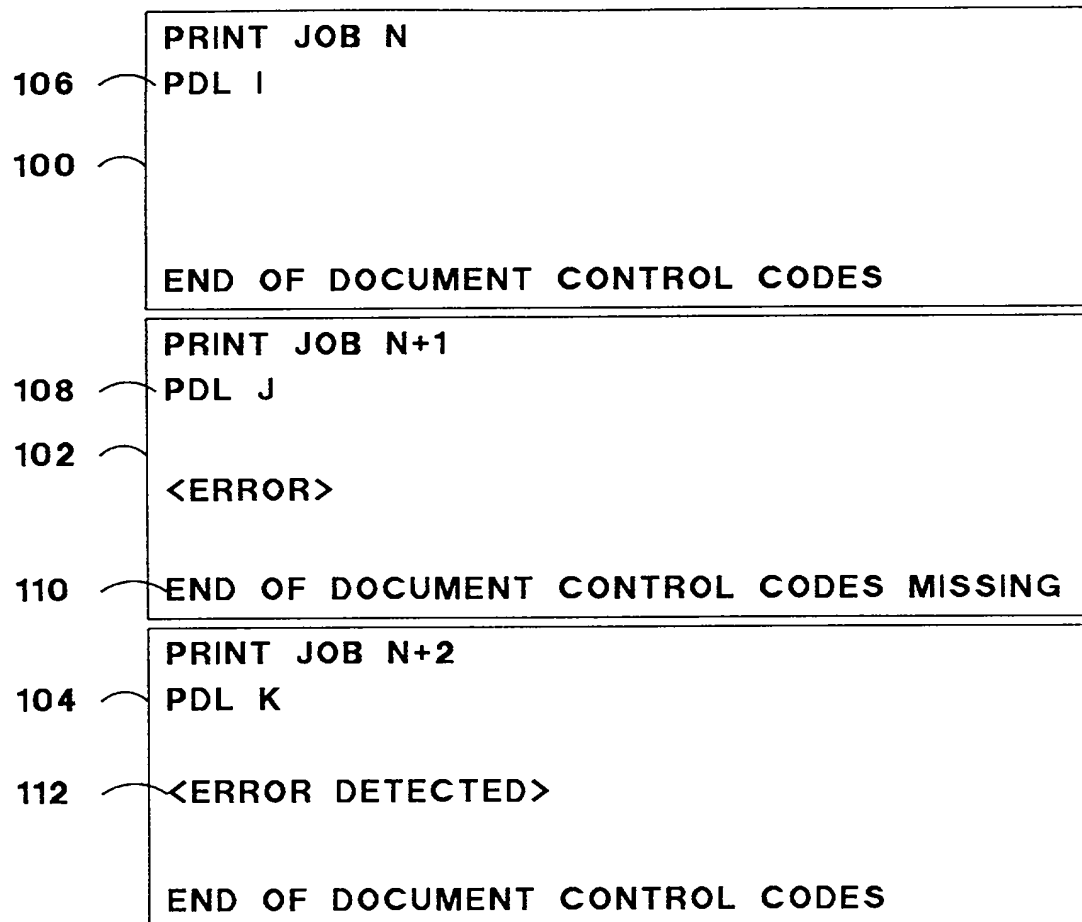 PRINT JOB N
106 PDL I
100
END OF DOCUMENT CONTROL CODES
PRINT JOB N+1
108 PDL J
102
<ERROR>
110 END OF DOCUMENT CONTROL CODES MISSING
PRINT JOB N+2
104 PDL K
112 <ERROR DETECTED>
END OF DOCUMENT CONTROL CODES